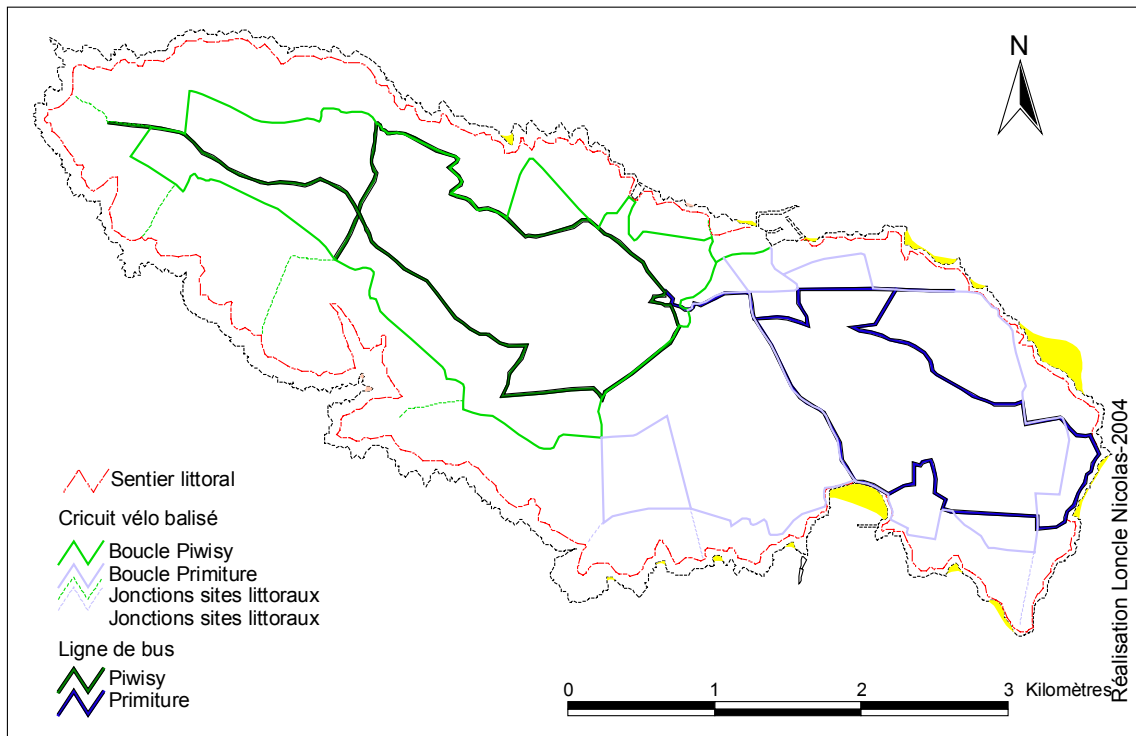 N
Sentier littoral
Cricuit vélo balisé
Boucle Piwisy
Boucle Primiture
Jonctions sites littoraux
Jonctions sites littoraux
Ligne de bus
Piwisy
Primiture
0 1 2 3 Kilomètres
Réalisation Loncle Nicolas-2004